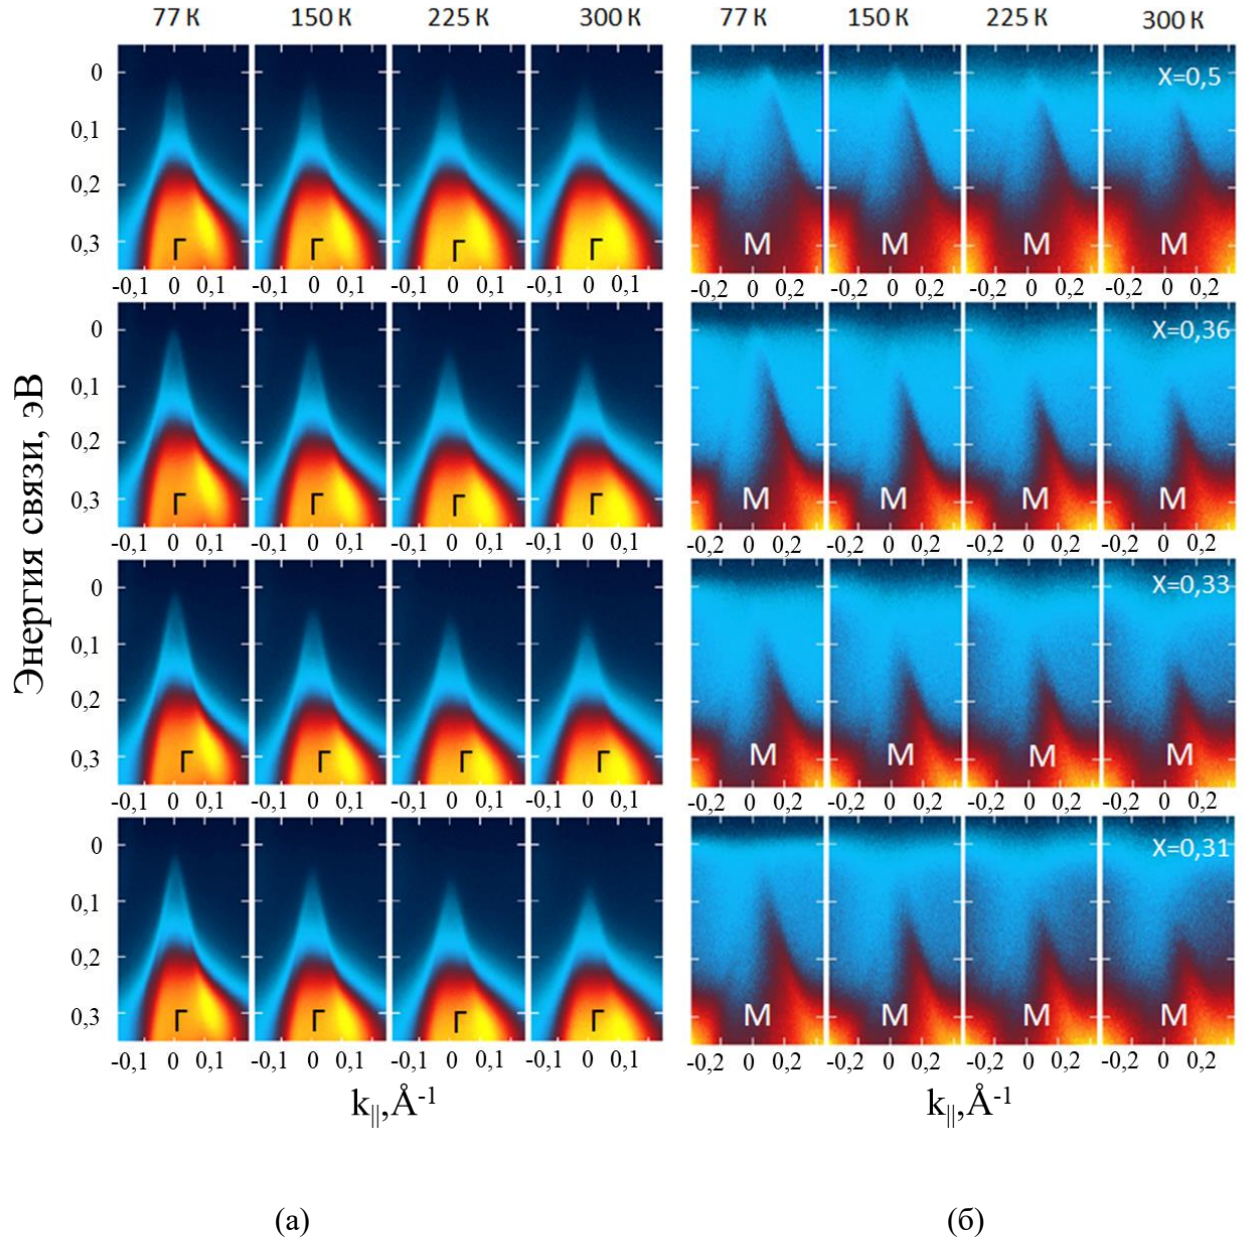 77 К 150 К 225 К 300 К 77 К 150 К 225 К 300 К
0 X=0,5
0,1
0,2
0,3 Г Г Г Г М М М М
-0,1 0 0,1 -0,1 0 0,1 -0,1 0 0,1 -0,1 0 0,1 -0,2 0 0,2 -0,2 0 0,2 -0,2 0 0,2 -0,2 0 0,2
0 X=0,36
0,1
0,2
0,3 Г Г Г Г М М М М
-0,1 0 0,1 -0,1 0 0,1 -0,1 0 0,1 -0,1 0 0,1 -0,2 0 0,2 -0,2 0 0,2 -0,2 0 0,2 -0,2 0 0,2
Энергия связи, эВ
0 X=0,33
0,1
0,2
0,3 Г Г Г Г М М М М
-0,1 0 0,1 -0,1 0 0,1 -0,1 0 0,1 -0,1 0 0,1 -0,2 0 0,2 -0,2 0 0,2 -0,2 0 0,2 -0,2 0 0,2
0 X=0,31
0,1
0,2
0,3 Г Г Г Г М М М М
-0,1 0 0,1 -0,1 0 0,1 -0,1 0 0,1 -0,1 0 0,1 -0,2 0 0,2 -0,2 0 0,2 -0,2 0 0,2 -0,2 0 0,2
k||,Å-1 k||,Å-1
(а) (б)